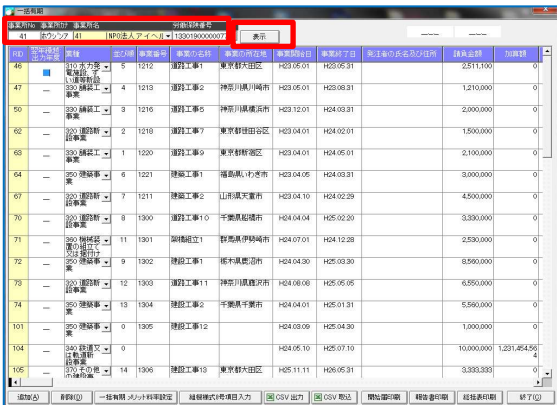 一括有期
事業所No 事業所ｶﾅ 事業所名 労働保険番号
41 ホウシンフ 41 NPO法人アイヘル 13301900000007 表示
RID 翌年繰越出力年度 業種 並び順 事業番号 事業の名称 事業の所在地 事業開始日 事業終了日 発注者の氏名及び住所 請負金額 加算額
46 310 水力発電施設、ずい道等新設 5 1212 道路工事1 東京都大田区 H23.05.01 H23.05.31 2,511,100 0
47 330 舗装工事業 4 1213 道路工事2 神奈川県川崎市 H23.05.01 H23.08.31 1,210,000 0
50 330 舗装工事業 3 1216 道路工事5 神奈川県横浜市 H23.12.01 H24.03.31 2,000,000 0
62 320 道路新設事業 2 1218 道路工事7 東京都世田谷区 H23.04.01 H24.02.01 1,500,000 0
63 330 舗装工事業 1 1220 道路工事9 東京都新宿区 H23.04.01 H24.05.01 2,100,000 0
64 350 建築事業 6 1221 建築工事1 福島県いわき市 H23.04.05 H24.03.31 3,000,000 0
67 320 道路新設事業 7 1211 建築工事2 山形県天童市 H23.04.10 H24.02.29 4,500,000 0
70 320 道路新設事業 8 1300 道路工事10 千葉県船橋市 H24.04.04 H25.02.20 3,330,000 0
71 360 機械装置の組立て又は据付け 11 1301 架橋組立1 群馬県伊勢崎市 H24.07.01 H24.12.28 2,530,000 0
72 350 建築事業 9 1302 建設工事1 栃木県鹿沼市 H24.04.30 H25.03.30 8,560,000 0
73 320 道路新設事業 12 1303 道路工事11 神奈川県鹿沢市 H24.08.08 H25.05.05 6,550,000 0
74 350 建築事業 13 1304 建設工事2 千葉県千葉市 H24.04.01 H25.01.31 5,560,000 0
101 350 建築事業 0 1305 建設工事12 H24.03.09 H25.04.30 1,000,000 0
104 340 鉄道又は軌道新設事業 0 H24.05.10 H25.07.10 10,000,000 1,231,454,564
105 370 その他の建設事 14 1306 建設工事13 東京都大田区 H25.11.11 H26.05.31 3,333,333 0
追加(A) 削除(D) 一括有期 ﾒﾘｯﾄ料率設定 組機様式8号項目入力 CSV 出力 CSV 取込 開始届印刷 報告書印刷 総括表印刷 終了(C)